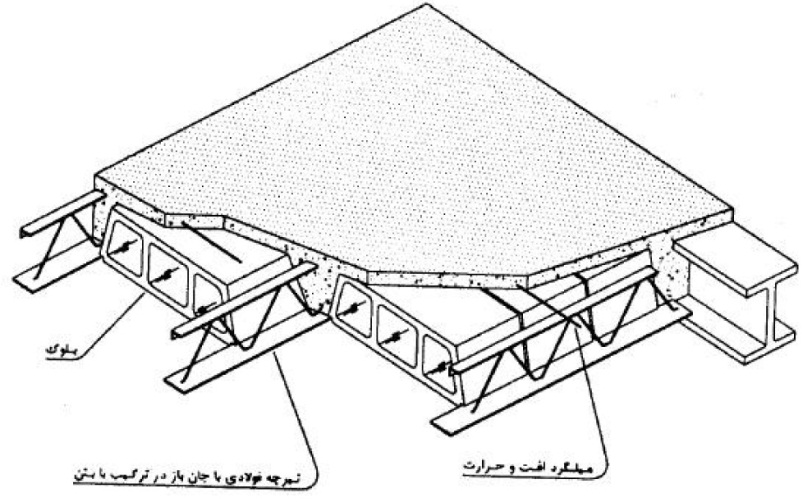 بلوک
تیرچه فولادی با جان باز در ترکیب با بتن
میلگرد افت و حرارت